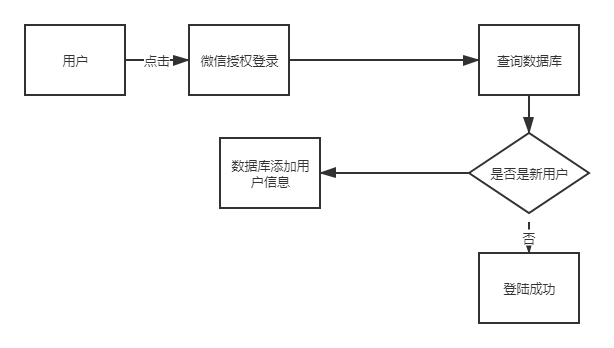 用户
点击
微信授权登录
查询数据库
数据库添加用
户信息
是否是新用户
否
登陆成功